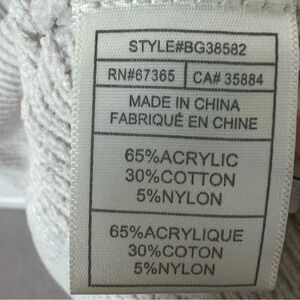 STYLE#BG38582
RN#67365 CA# 35884
MADE IN CHINA
FABRIQUÉ EN CHINE
65%ACRYLIC
30%COTTON
5%NYLON
65%ACRYLIQUE
30%COTON
5%NYLON